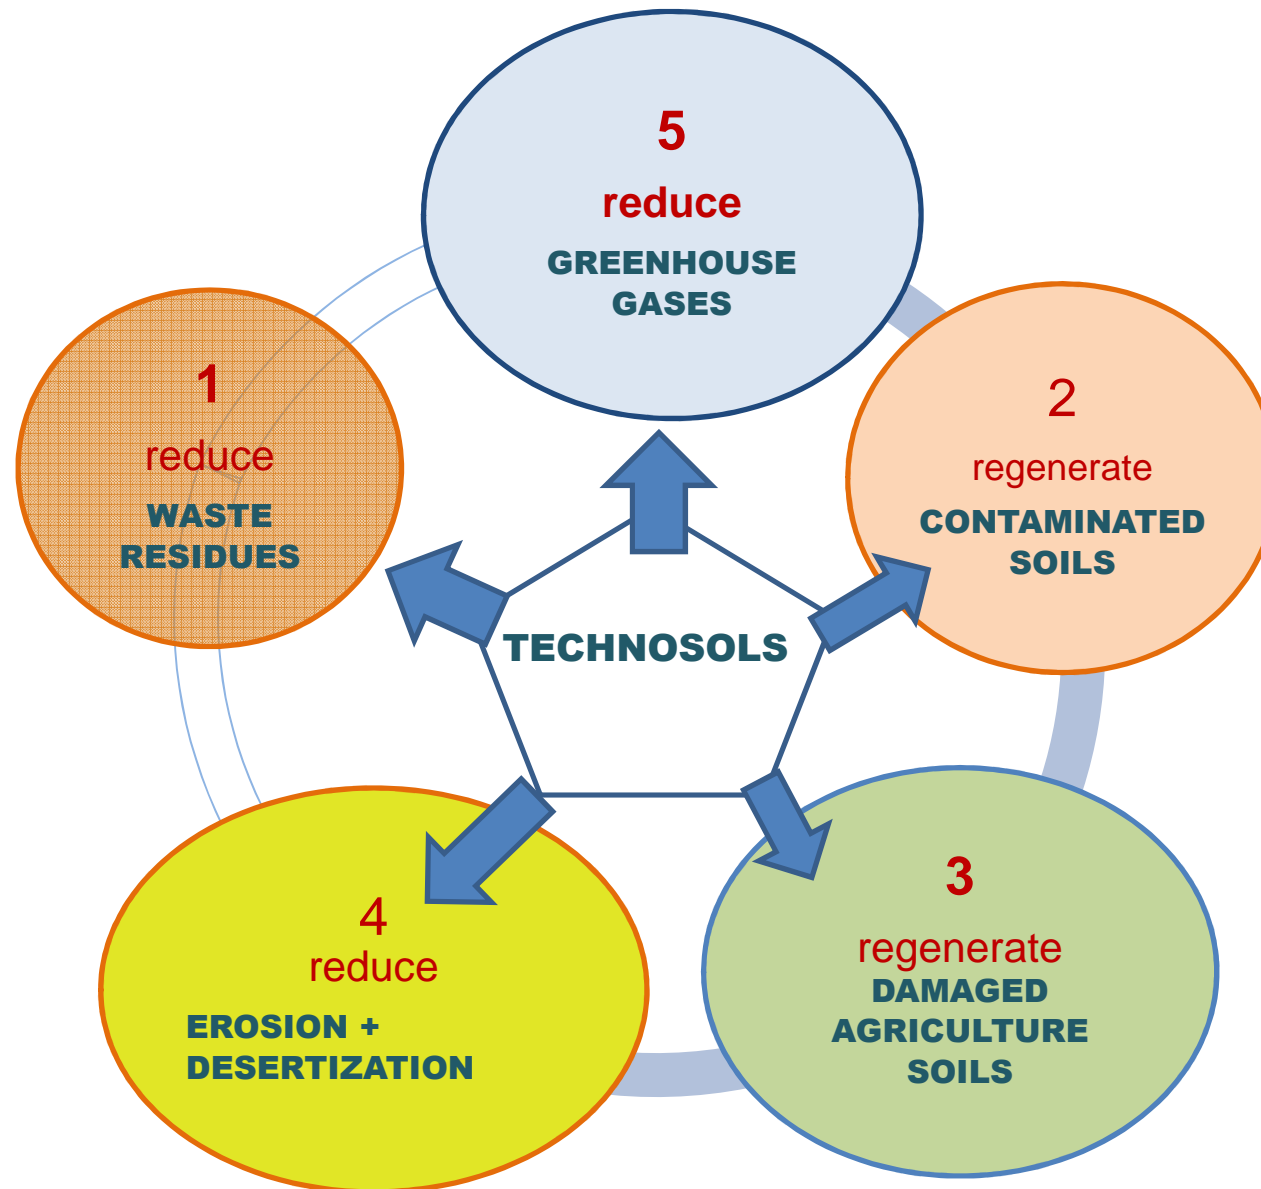 5
reduce
GREENHOUSE
GASES
1
reduce
WASTE
RESIDUES
2
regenerate
CONTAMINATED
SOILS
TECHNOSOLS
4
reduce
EROSION +
DESERTIZATION
3
regenerate
DAMAGED
AGRICULTURE
SOILS